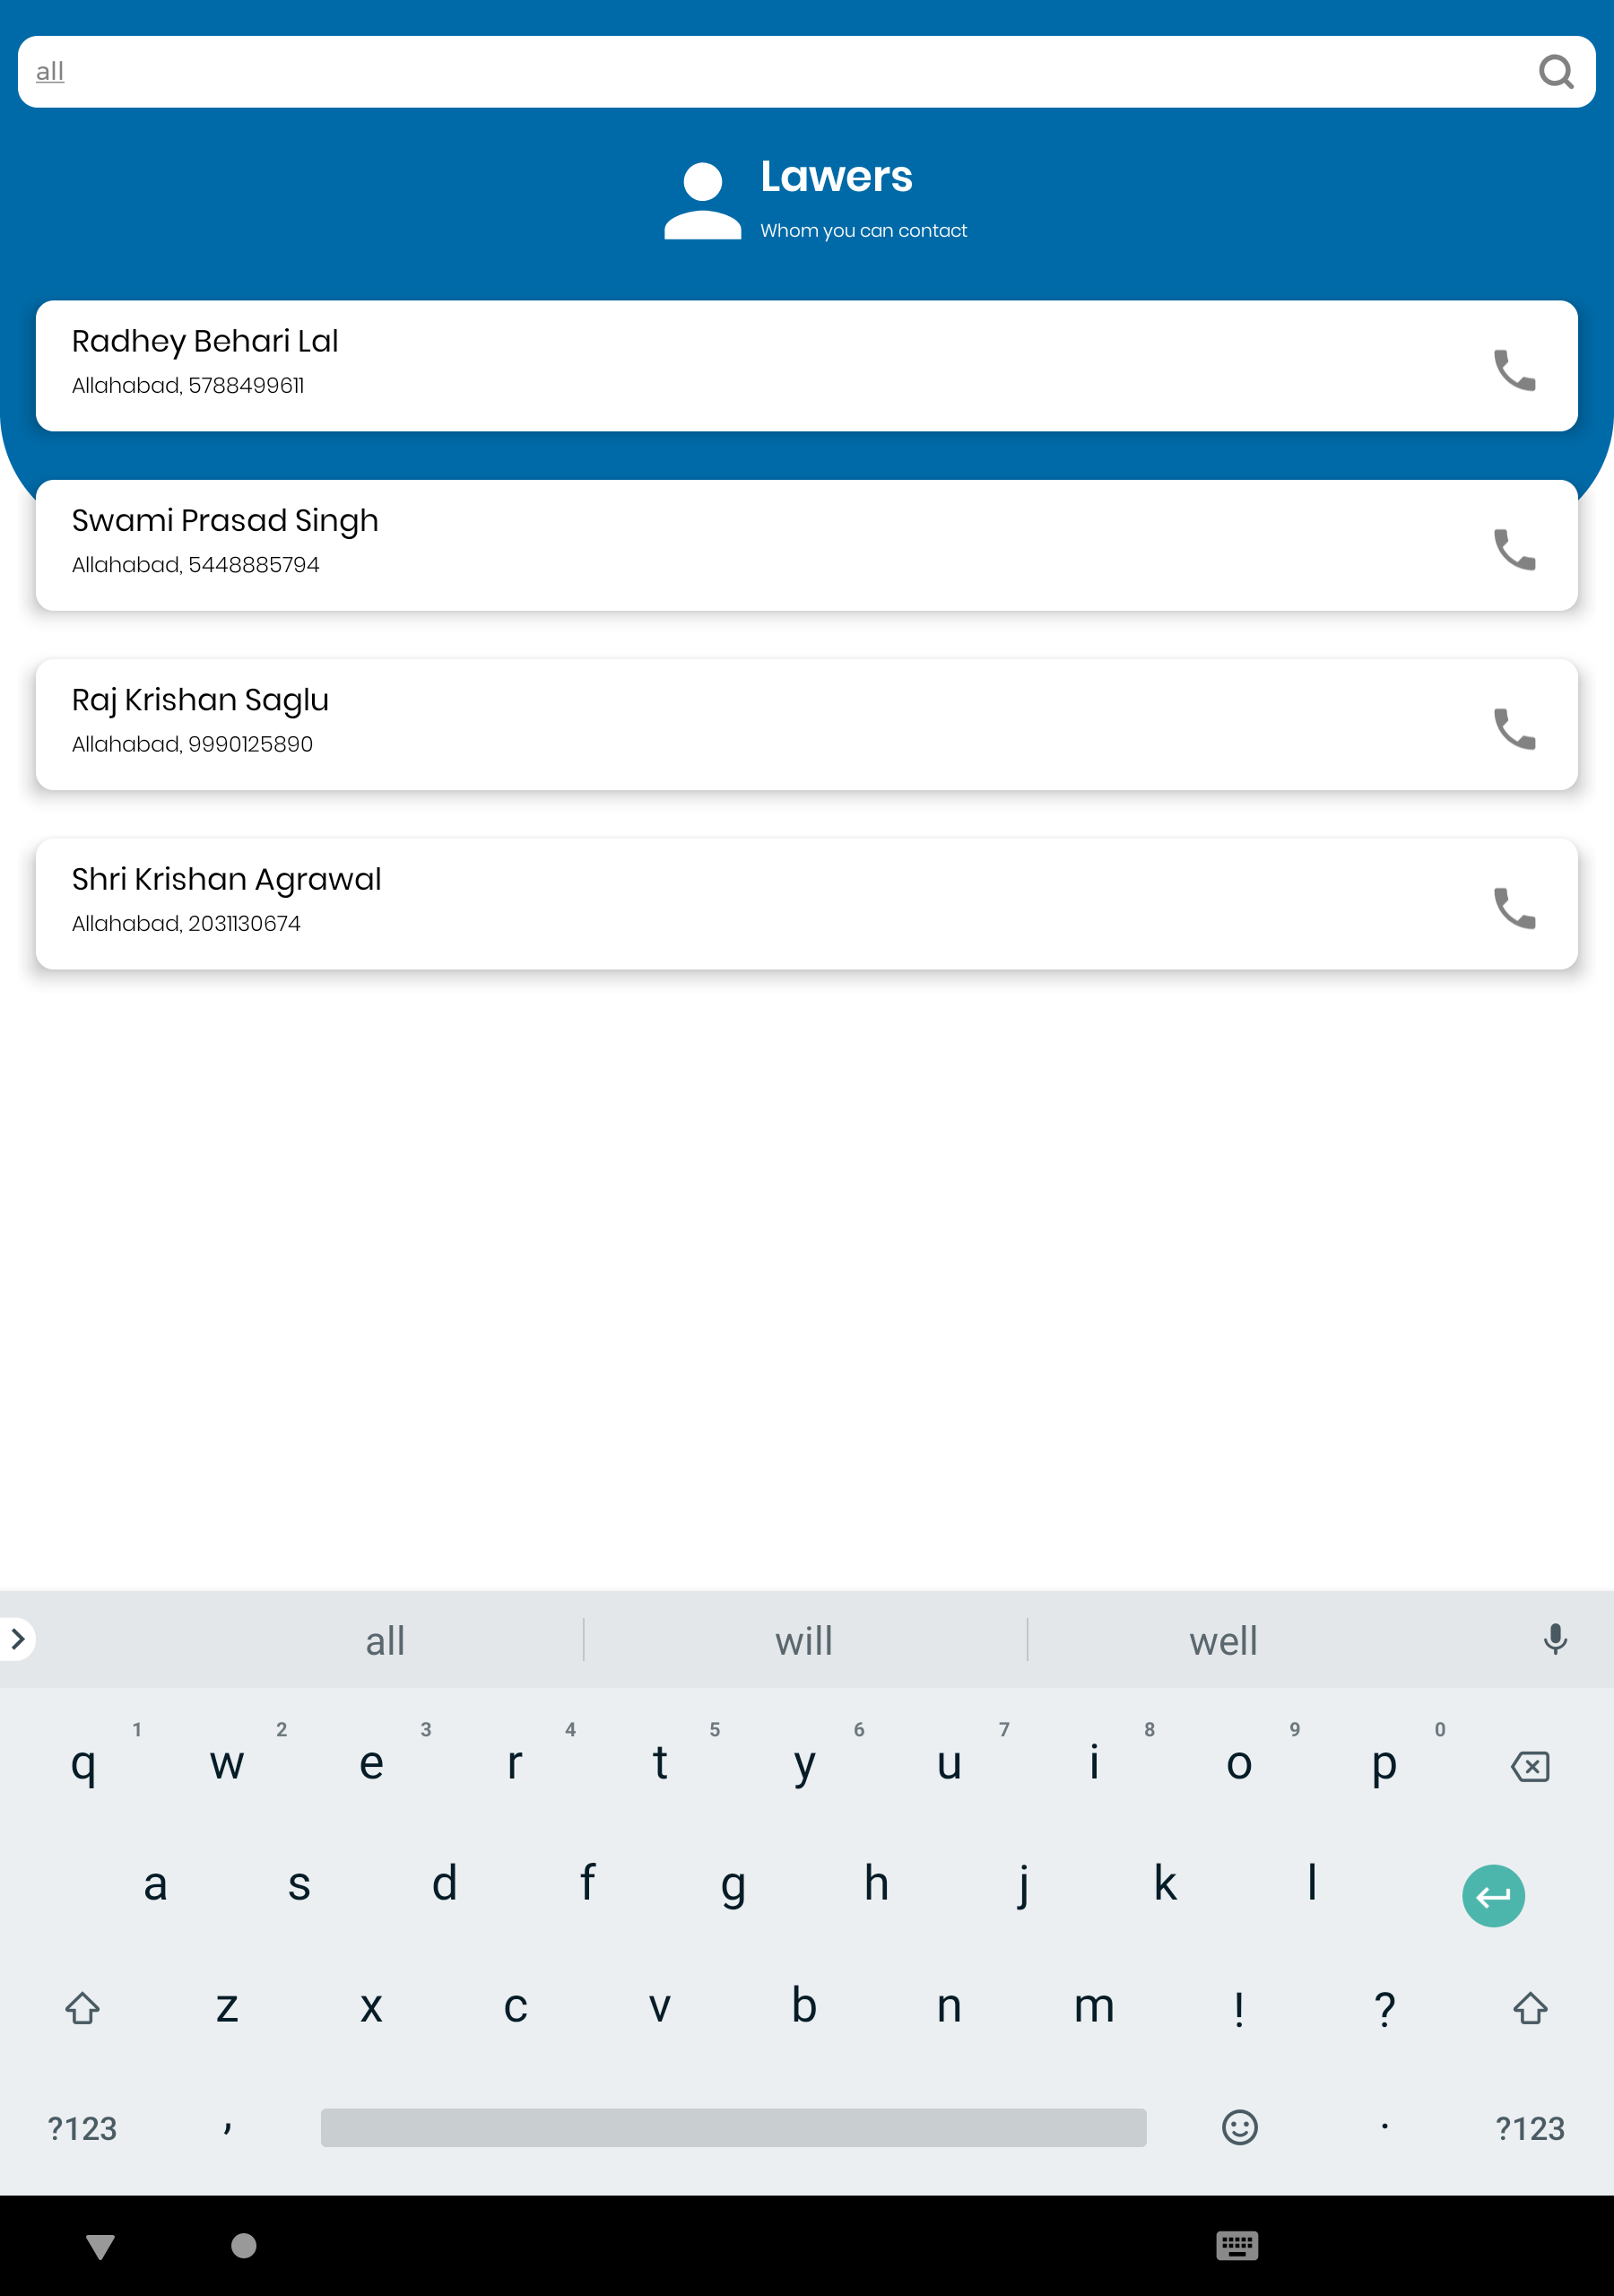 all
Lawers
Whom you can contact
Radhey Behari Lal
Allahabad, 5788499611
Swami Prasad Singh
Allahabad, 5448885794
Raj Krishan Saglu
Allahabad, 9990125890
Shri Krishan Agrawal
Allahabad, 2031130674
all will well
1 2 3 4 5 6 7 8 9 0
q w e r t y u i o p
a s d f g h j k l
z x c v b n m ! ?
?123 , . ?123